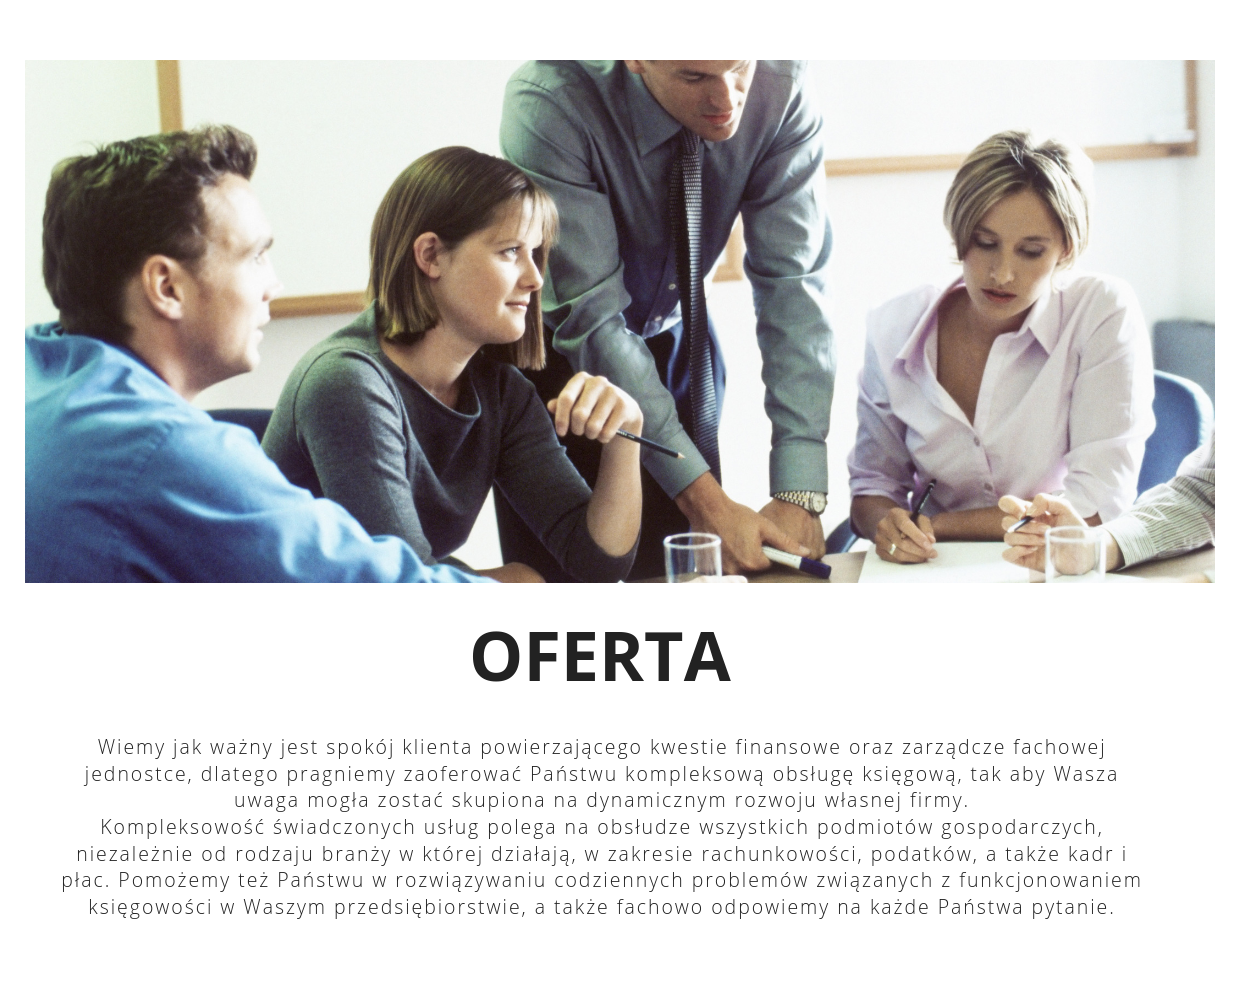 OFERTA
Wiemy jak ważny jest spokój klienta powierzającego kwestie finansowe oraz zarządcze fachowej
jednostce, dlatego pragniemy zaoferować Państwu kompleksową obsługę księgową, tak aby Wasza
uwaga mogła zostać skupiona na dynamicznym rozwoju własnej firmy.
Kompleksowość świadczonych usług polega na obsłudze wszystkich podmiotów gospodarczych,
niezależnie od rodzaju branży w której działają, w zakresie rachunkowości, podatków, a także kadr i
płac. Pomożemy też Państwu w rozwiązywaniu codziennych problemów związanych z funkcjonowaniem
księgowości w Waszym przedsiębiorstwie, a także fachowo odpowiemy na każde Państwa pytanie.